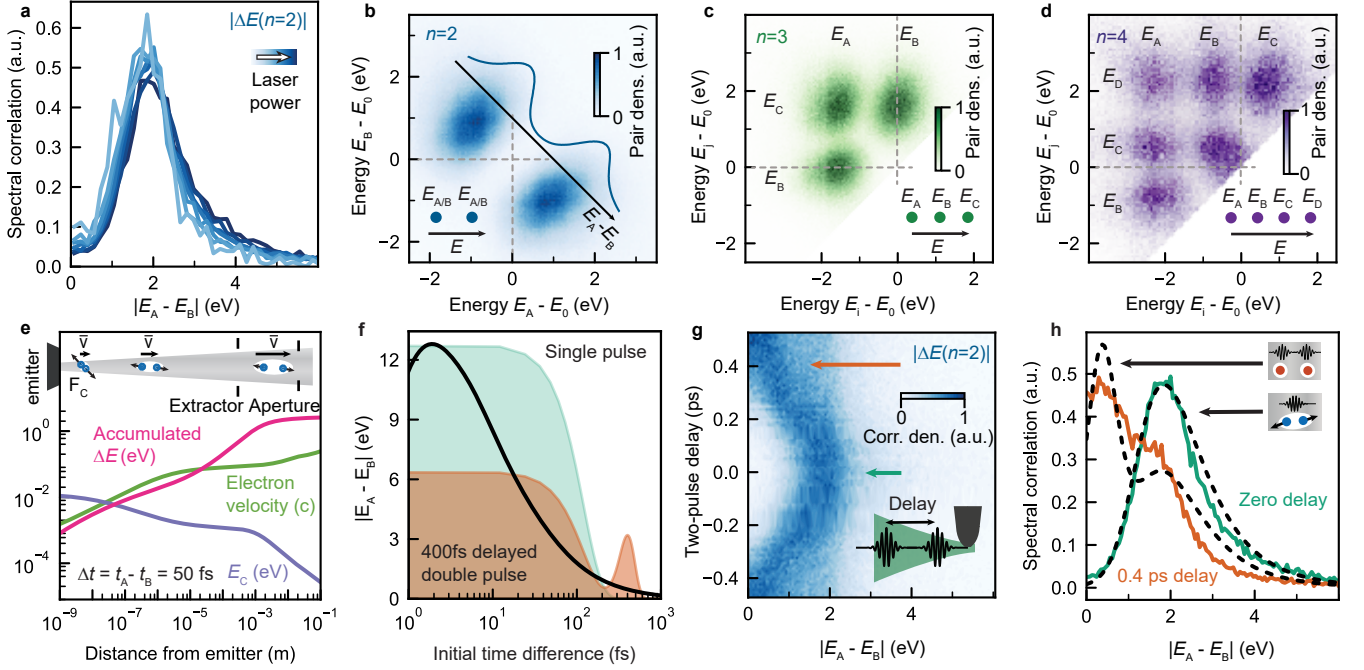 a
|ΔE(n=2)|
Laser
power
Spectral correlation (a.u.)
0.6
0.5
0.4
0.3
0.2
0.1
0.0
0 2 4
|E_A - E_B| (eV)
b
n=2
1
0
Pair dens. (a.u.)
Energy E_B - E_0 (eV)
2
0
−2
E_A/B E_A/B
E
E_A-E_B
−2 0 2
Energy E_A - E_0 (eV)
c
n=3
E_A
E_B
E_C
E_B
1
0
Pair dens. (a.u.)
Energy E_j - E_0 (eV)
2
0
−2
E_A E_B E_C
E
−2 0 2
Energy E_i - E_0 (eV)
d
n=4
E_A E_B E_C
E_D
E_C
E_B
1
0
Pair dens. (a.u.)
Energy E_j - E_0 (eV)
2
0
−2
E_A E_B E_C E_D
E
−2 0 2
Energy E_i - E_0 (eV)
e
emitter
v̅ v̅ v̅
F_C
Extractor Aperture
Accumulated
ΔE (eV)
Electron
velocity (c)
E_C (eV)
Δt = t_A- t_B = 50 fs
10^0
10^−2
10^−4
10^−9 10^−7 10^−5 10^−3 10^−1
Distance from emitter (m)
f
Single pulse
400fs delayed
double pulse
|E_A - E_B| (eV)
12
9
6
3
0
10^0 10^1 10^2 10^3
Initial time difference (fs)
g
|ΔE(n=2)|
0 1
Corr. den. (a.u.)
Delay
Two-pulse delay (ps)
0.4
0.2
0.0
−0.2
−0.4
0 2 4
|E_A - E_B| (eV)
h
Zero delay
0.4 ps delay
Spectral correlation (a.u.)
0.6
0.5
0.4
0.3
0.2
0.1
0.0
0 2 4 6
|E_A - E_B| (eV)